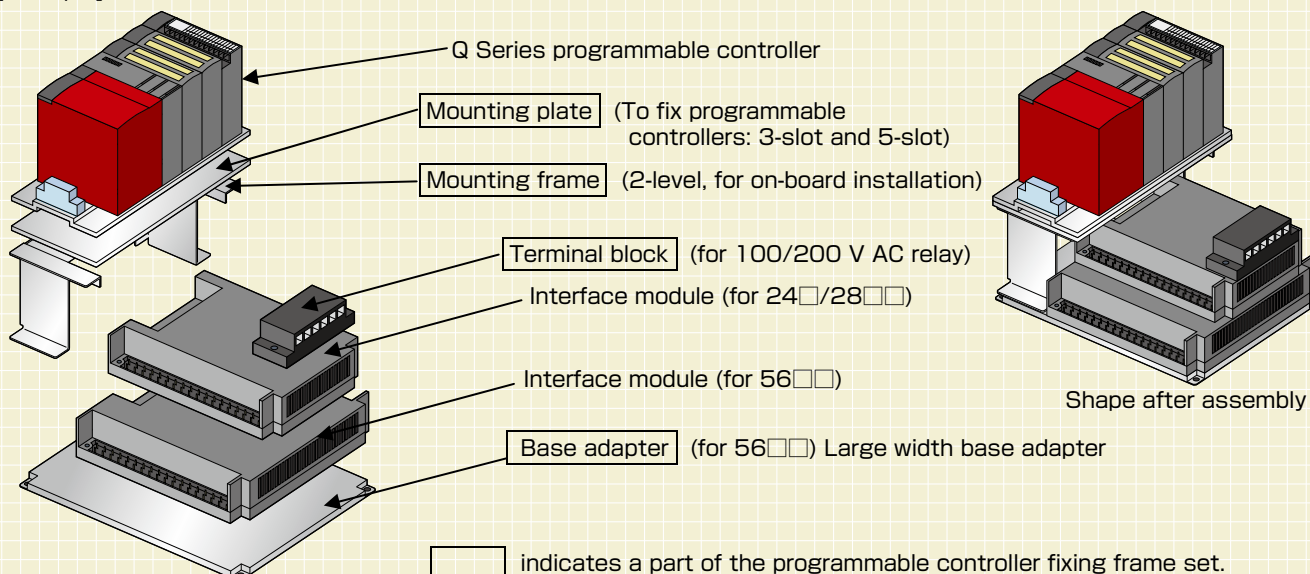 Q Series programmable controller
Mounting plate (To fix programmable
controllers: 3-slot and 5-slot)
Mounting frame (2-level, for on-board installation)
Terminal block (for 100/200 V AC relay)
Interface module (for 24□/28□□)
Interface module (for 56□□)
Shape after assembly
Base adapter (for 56□□) Large width base adapter
indicates a part of the programmable controller fixing frame set.